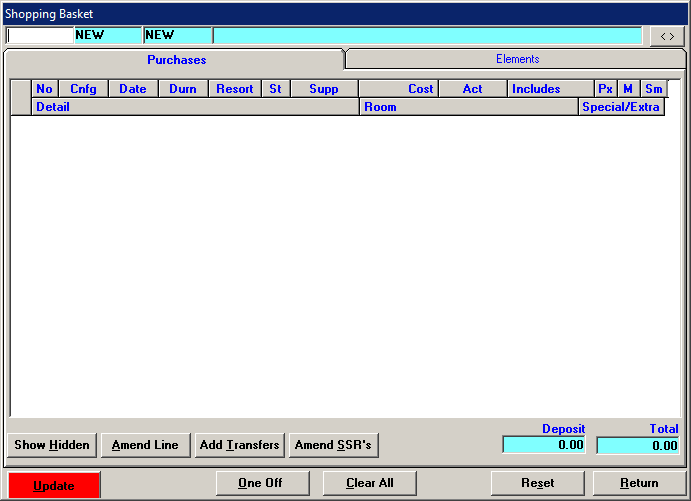 Shopping Basket
NEW NEW < >
Purchases Elements
No Cnfg Date Durn Resort St Supp Cost Act Includes Px M Sm
Detail Room Special/Extra
Deposit Total
Show Hidden Amend Line Add Transfers Amend SSR's 0.00 0.00
Update One Off Clear All Reset Return